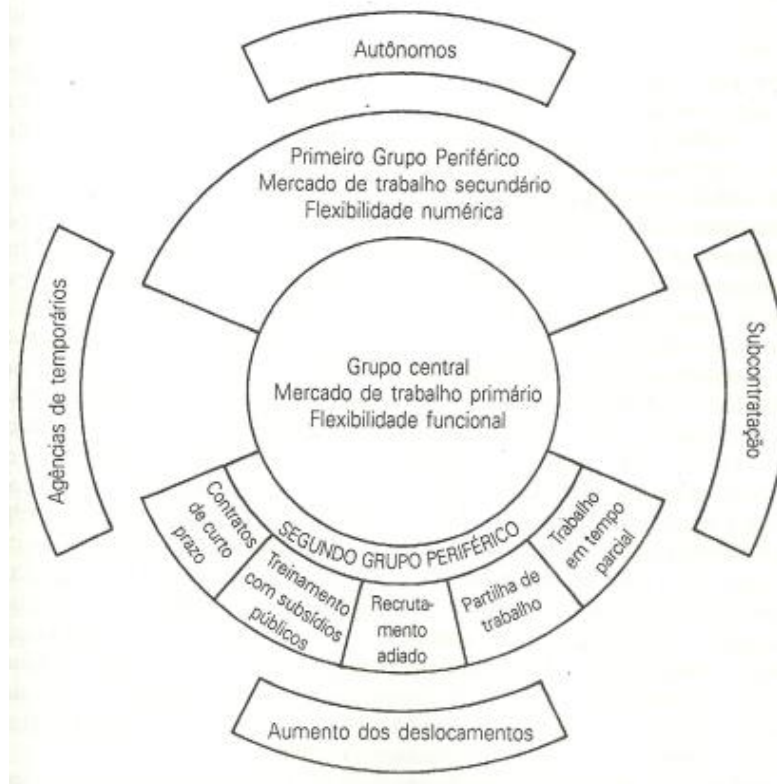 Autônomos
Primeiro Grupo Periférico
Mercado de trabalho secundário
Flexibilidade numérica
Agências de temporários
Subcontratação
Grupo central
Mercado de trabalho primário
Flexibilidade funcional
SEGUNDO GRUPO PERIFÉRICO
Contratos
de curto
prazo
Treinamento
com subsídios
públicos
Recruta-
mento
adiado
Partilha de
trabalho
Trabalho
em tempo
parcial
Aumento dos deslocamentos